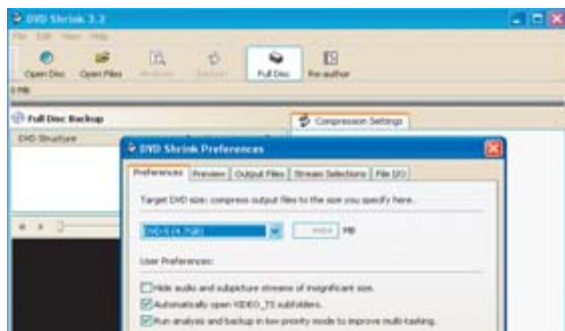 DVD Shrink 3.2
File Edit View Help
Open Disc Open Files Analysis Backup! Full Disc Re-author
0 MB
Full Disc Backup
Compression Settings
DVD Structure
DVD Shrink Preferences
Preferences Preview Output Files Stream Selections File I/O
Target DVD size: compress output files to the size you specify here.
DVD-5 (4.7GB) MB
User Preferences:
Hide audio and subpicture streams of insignificant size.
Automatically open VIDEO_TS subfolders.
Run analysis and backup in low priority mode to improve multi-tasking.